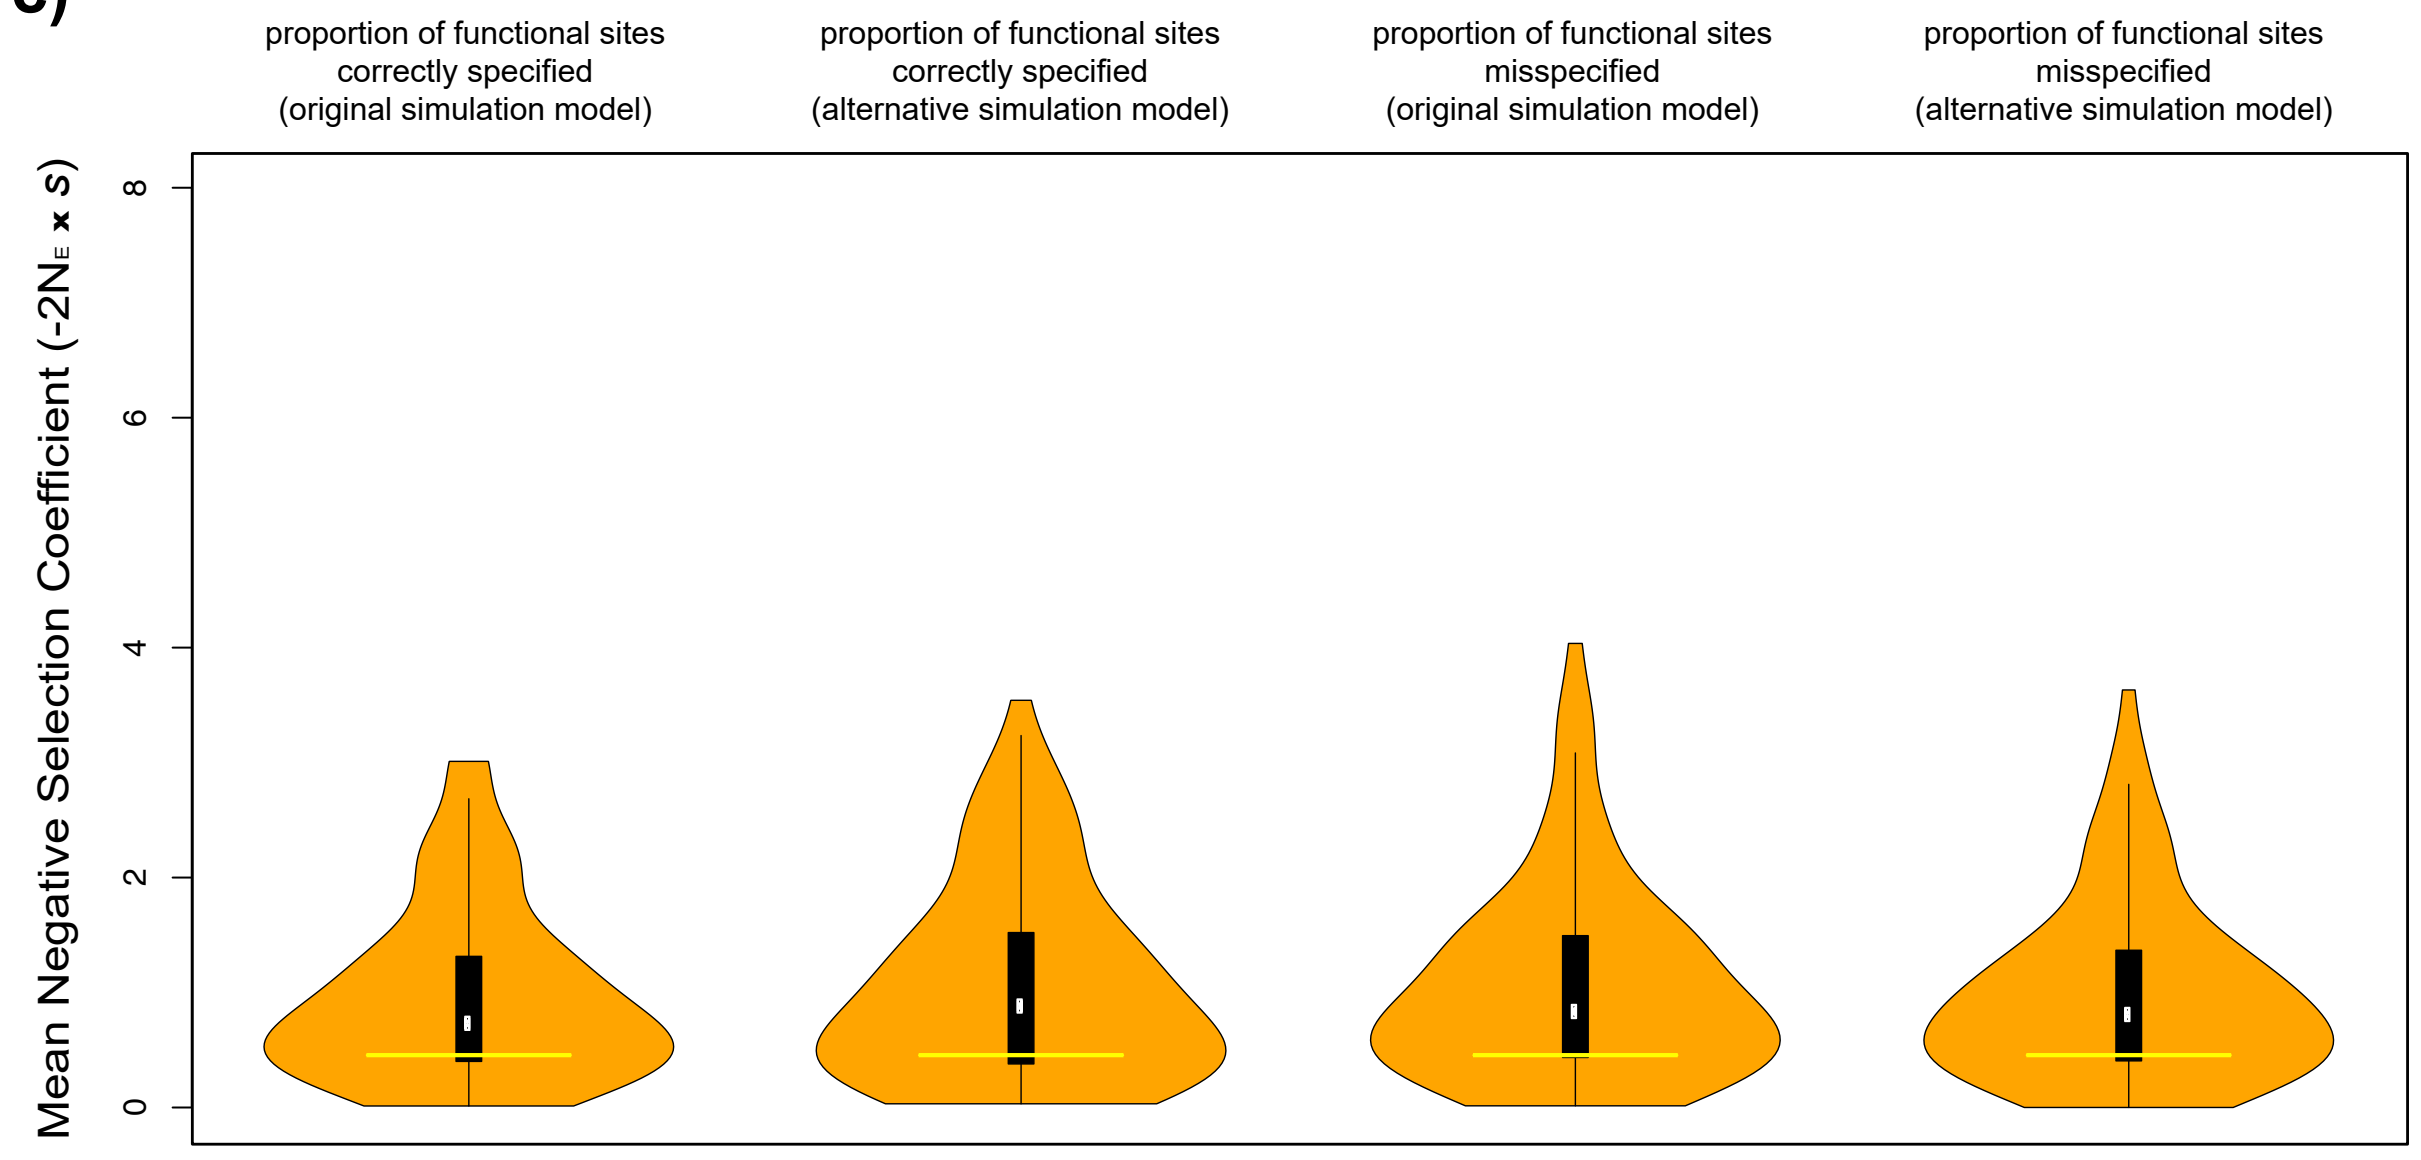 proportion of functional sites
correctly specified
(original simulation model)
proportion of functional sites
correctly specified
(alternative simulation model)
proportion of functional sites
misspecified
(original simulation model)
proportion of functional sites
misspecified
(alternative simulation model)
Mean Negative Selection Coefficient (-2NE x s)
8
6
4
2
0